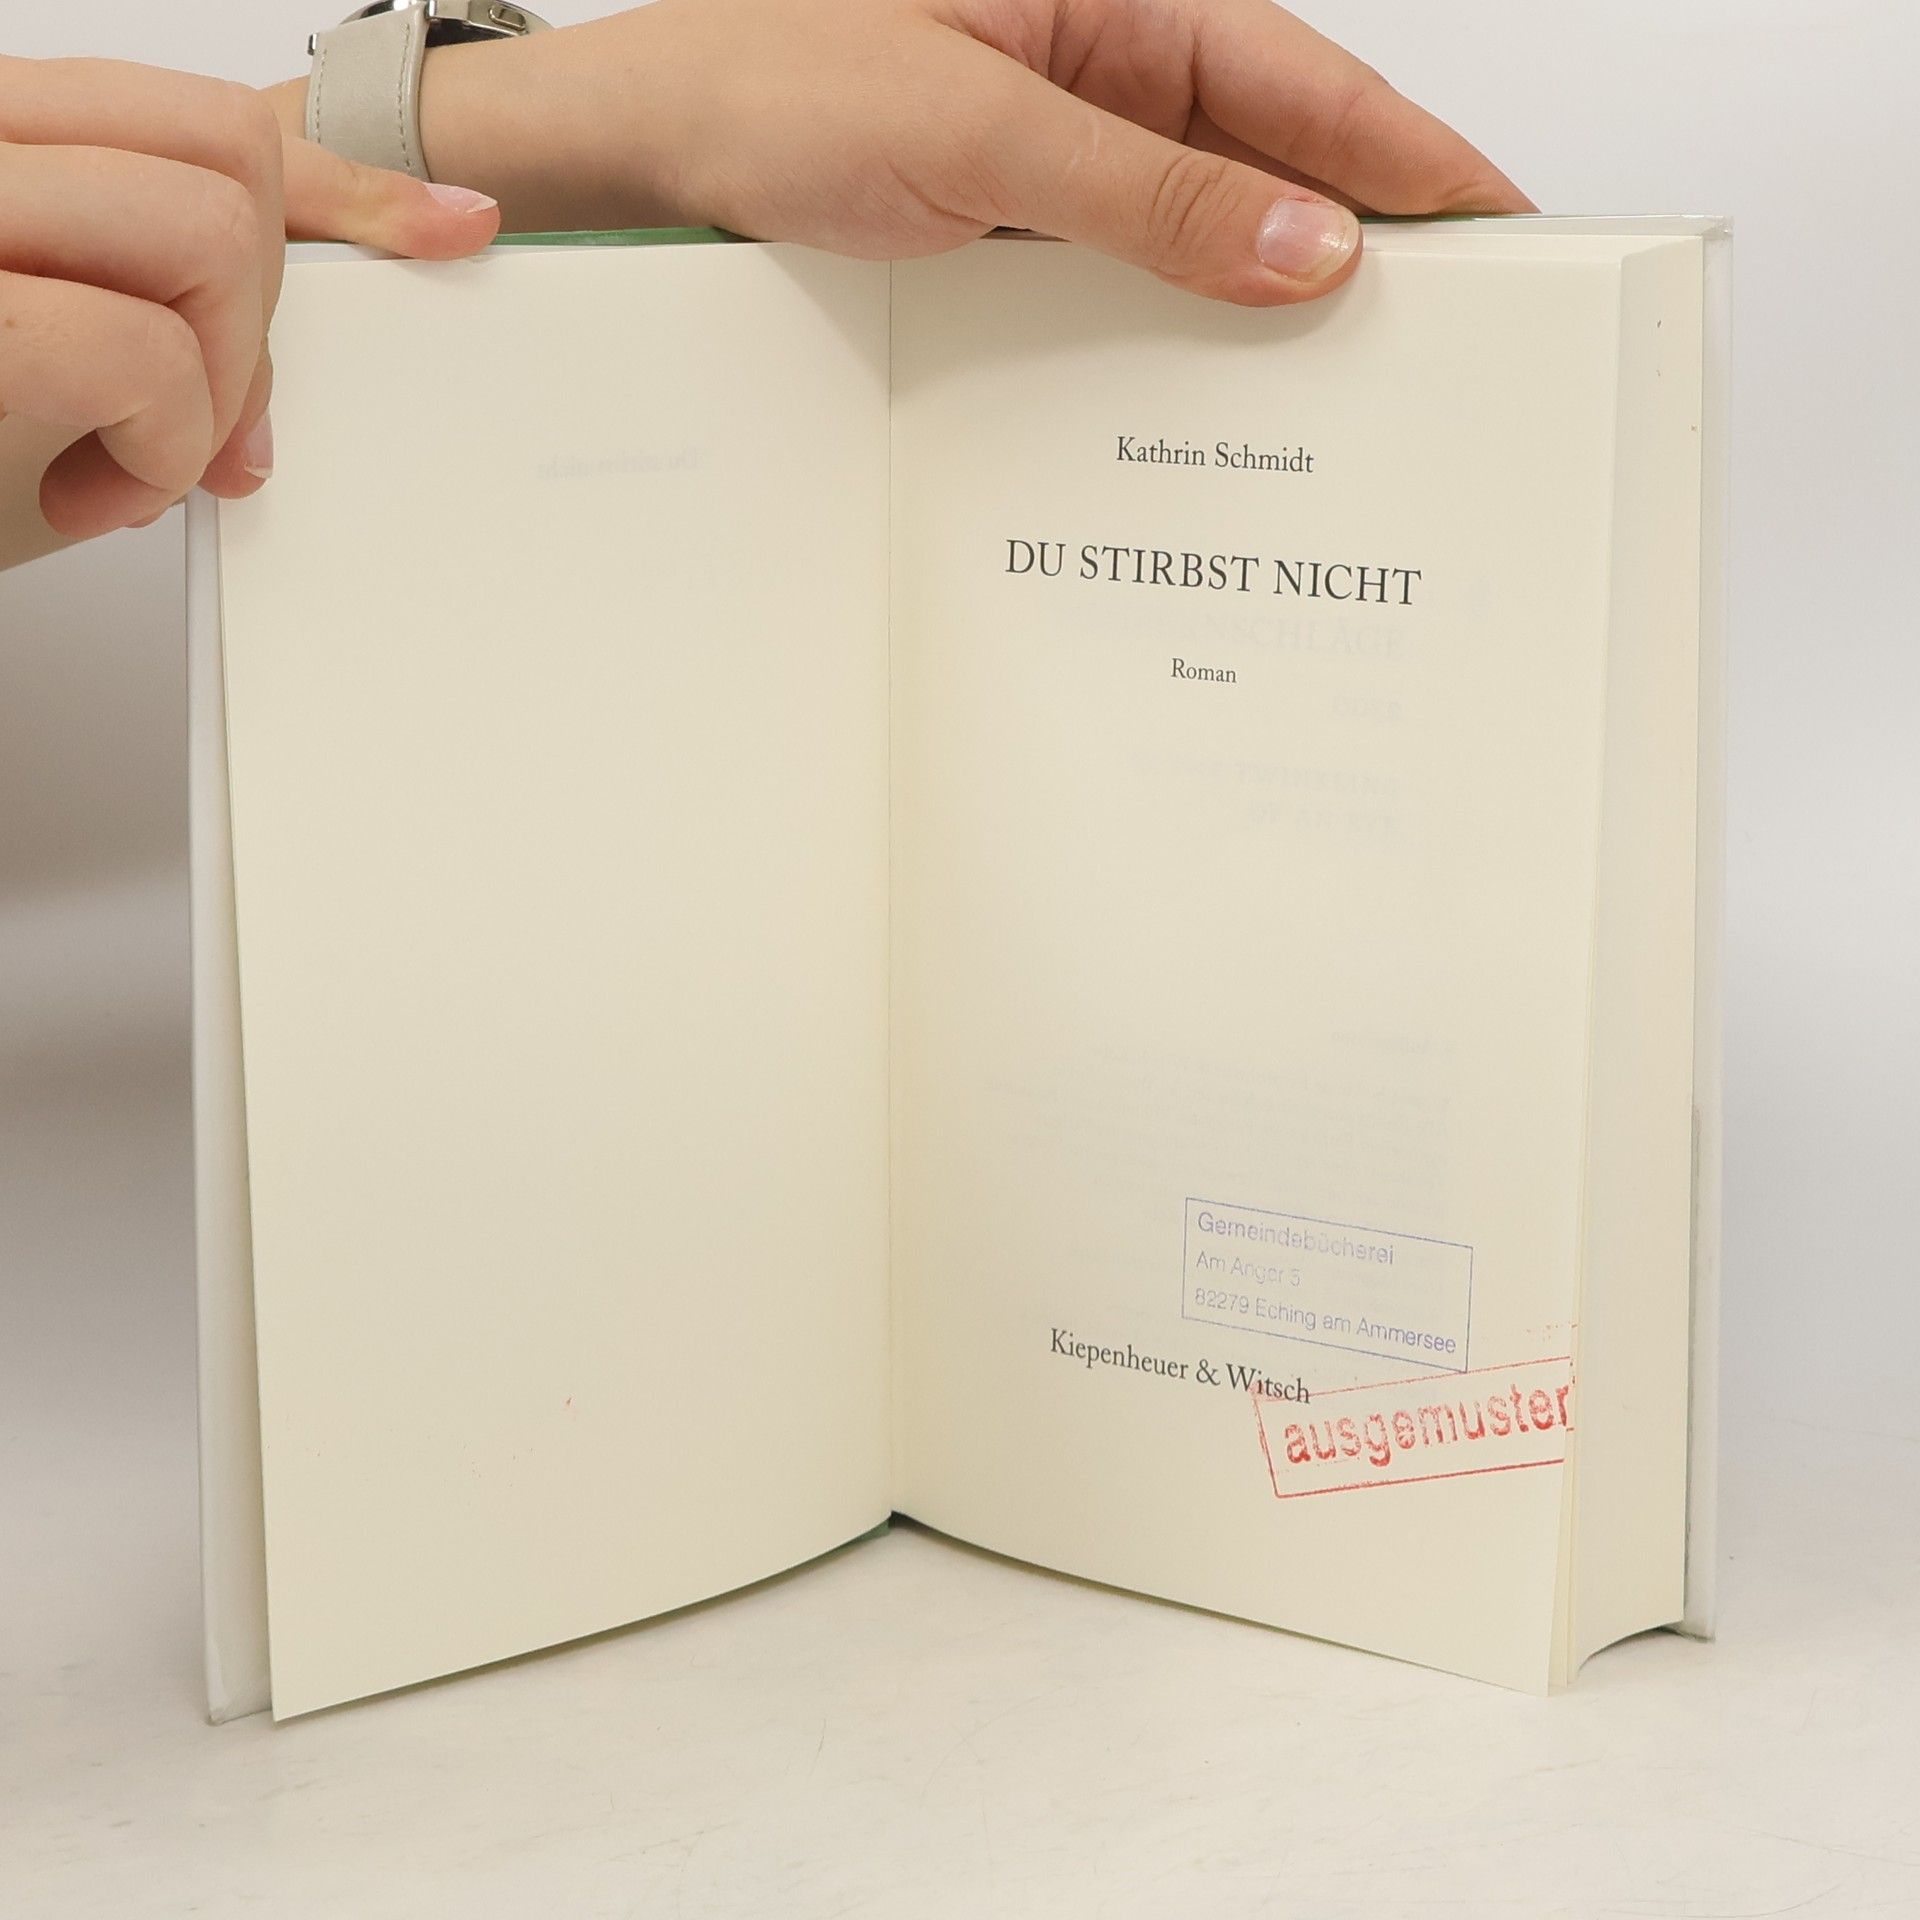 Kathrin Schmidt
DU STIRBST NICHT
Roman
Gemeindebücherei
Am Anger 5
82279 Eching am Ammersee
Kiepenheuer & Witsch
ausgemuster